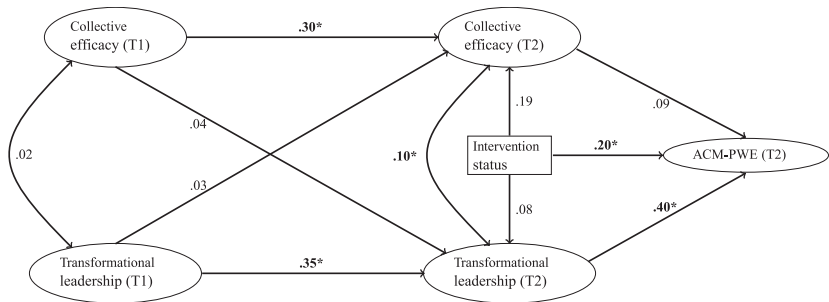 Collective
efficacy (T1)
.30*
Collective
efficacy (T2)
.19
.09
.04
.02
.10*
Intervention
status
.20*
ACM-PWE (T2)
.03
.08
.40*
Transformational
leadership (T1)
.35*
Transformational
leadership (T2)